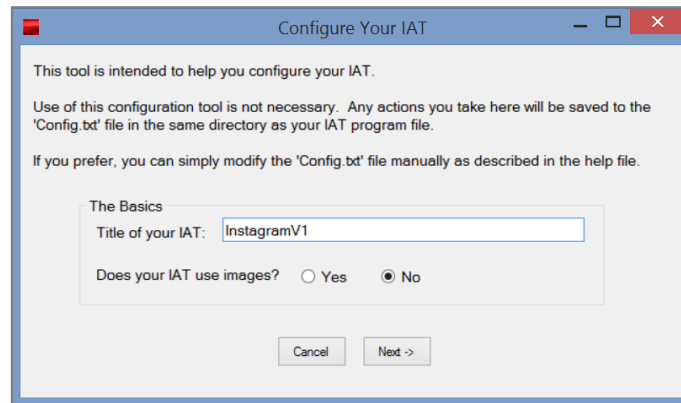 Configure Your IAT
This tool is intended to help you configure your IAT.
Use of this configuration tool is not necessary.  Any actions you take here will be saved to the
'Config.txt' file in the same directory as your IAT program file.
If you prefer, you can simply modify the 'Config.txt' file manually as described in the help file.
The Basics
Title of your IAT: InstagramV1
Does your IAT use images? Yes No
Cancel Next ->